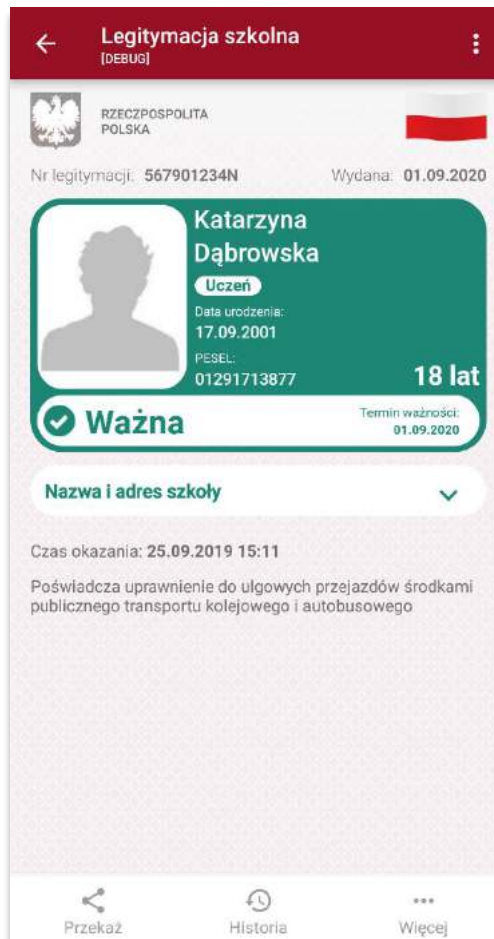 Legitymacja szkolna
[DEBUG]
RZECZPOSPOLITA
POLSKA
Nr legitymacji: 567901234N Wydana: 01.09.2020
Katarzyna
Dąbrowska
Uczeń
Data urodzenia:
17.09.2001
PESEL:
01291713877
18 lat
Ważna
Termin ważności:
01.09.2020
Nazwa i adres szkoły
Czas okazania: 25.09.2019 15:11
Poświadcza uprawnienie do ulgowych przejazdów środkami
publicznego transportu kolejowego i autobusowego
Przekaż Historia Więcej